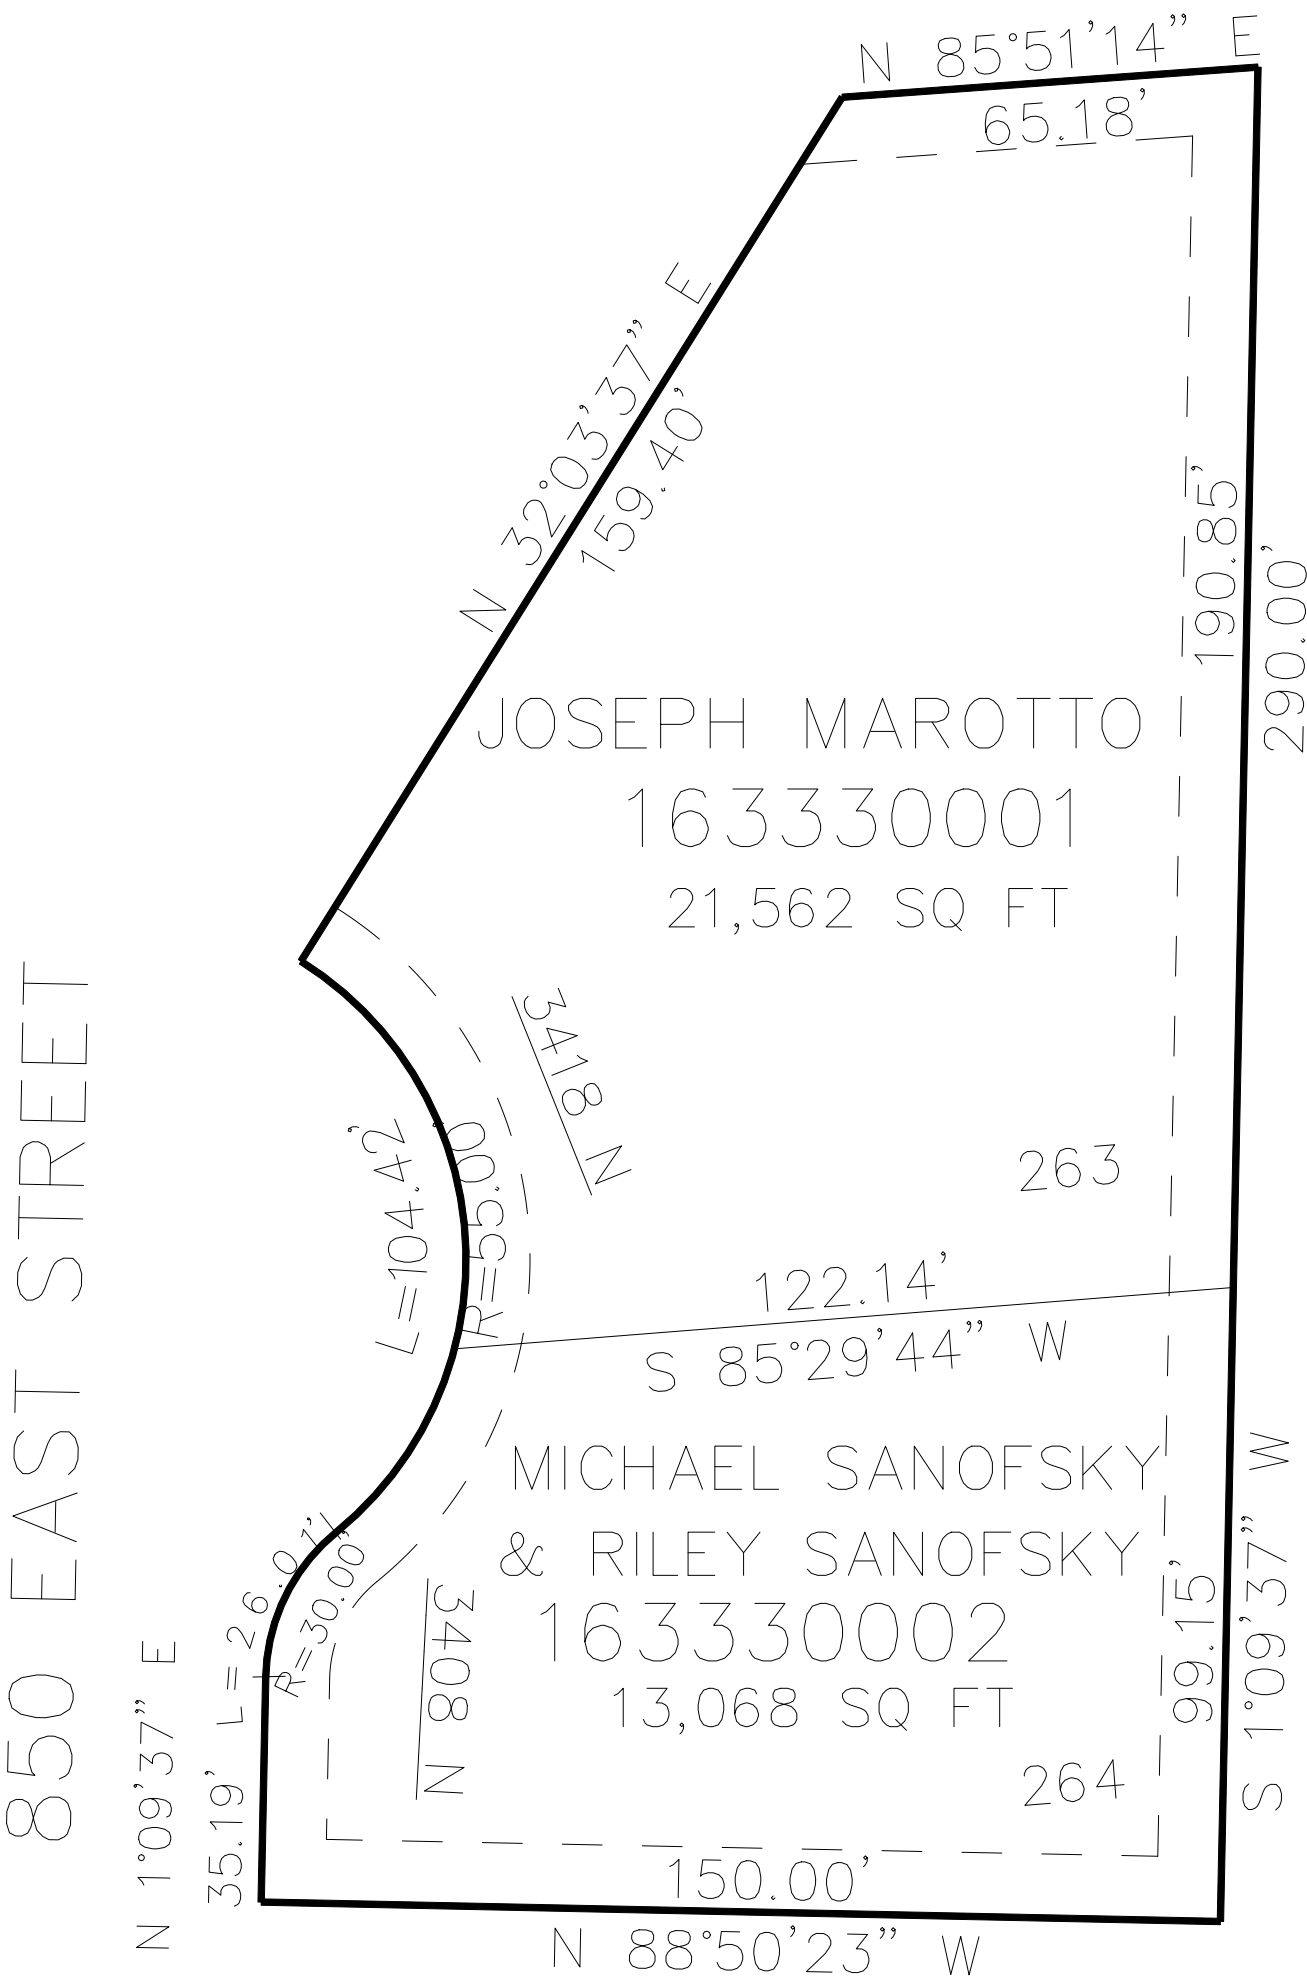 N 85°51'14" E
65.18'
N 32°03'37" E
159.40'
190.85'
290.00'
JOSEPH MAROTTO
163330001
21,562 SQ FT
3418 N
263
L=104.42'
R=55.00'
122.14'
S 85°29'44" W
850 EAST STREET
MICHAEL SANOFSKY
& RILEY SANOFSKY
163330002
13,068 SQ FT
3408 N
264
L=26.01'
R=30.00'
N 1°09'37" E
35.19'
99.15'
S 1°09'37" W
150.00'
N 88°50'23" W